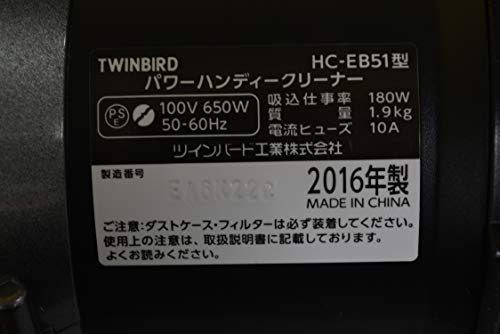 TWINBIRD HC-EB51型
パワーハンディークリーナー
PS E 100V 650W 吸込仕事率 180W
50-60Hz 質量 1.9kg
電流ヒューズ 10A
ツインバード工業株式会社
製造番号 2016年製
MADE IN CHINA
ご注意:ダストケース・フィルターは必ず装着してください。
使用上の注意は、取扱説明書に記載しております。
よくお読みください。